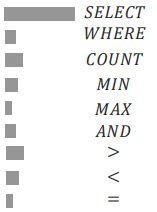 SELECT
WHERE
COUNT
MIN
MAX
AND
>
<
=